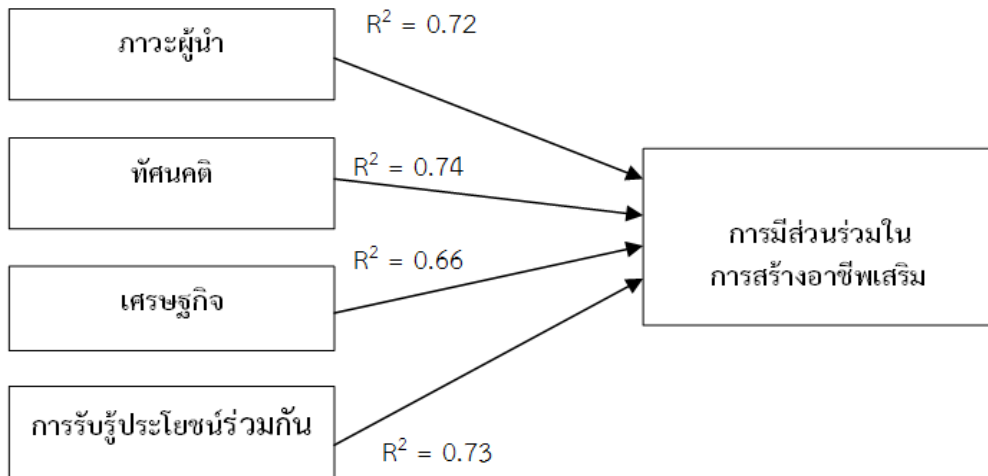 ภาวะผู้นำ
R² = 0.72
ทัศนคติ
R² = 0.74
เศรษฐกิจ
R² = 0.66
การรับรู้ประโยชน์ร่วมกัน
R² = 0.73
การมีส่วนร่วมใน
การสร้างอาชีพเสริม